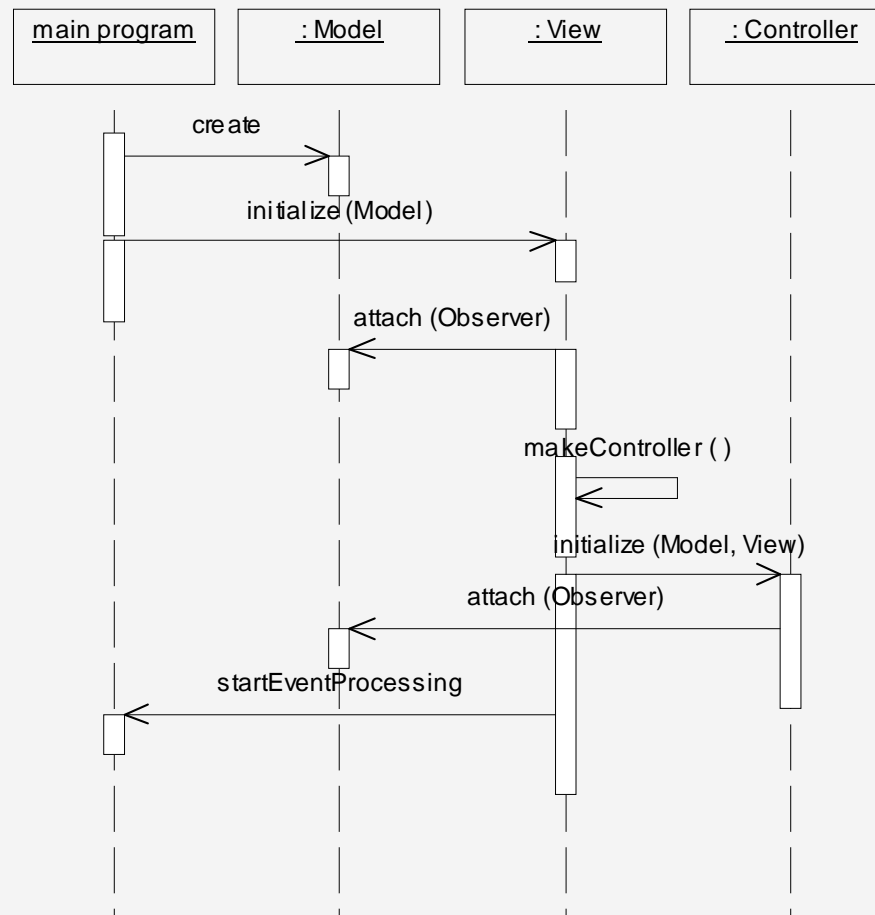 main program
: Model
: View
: Controller
create
initialize (Model)
attach (Observer)
makeController ( )
initialize (Model, View)
attach (Observer)
startEventProcessing